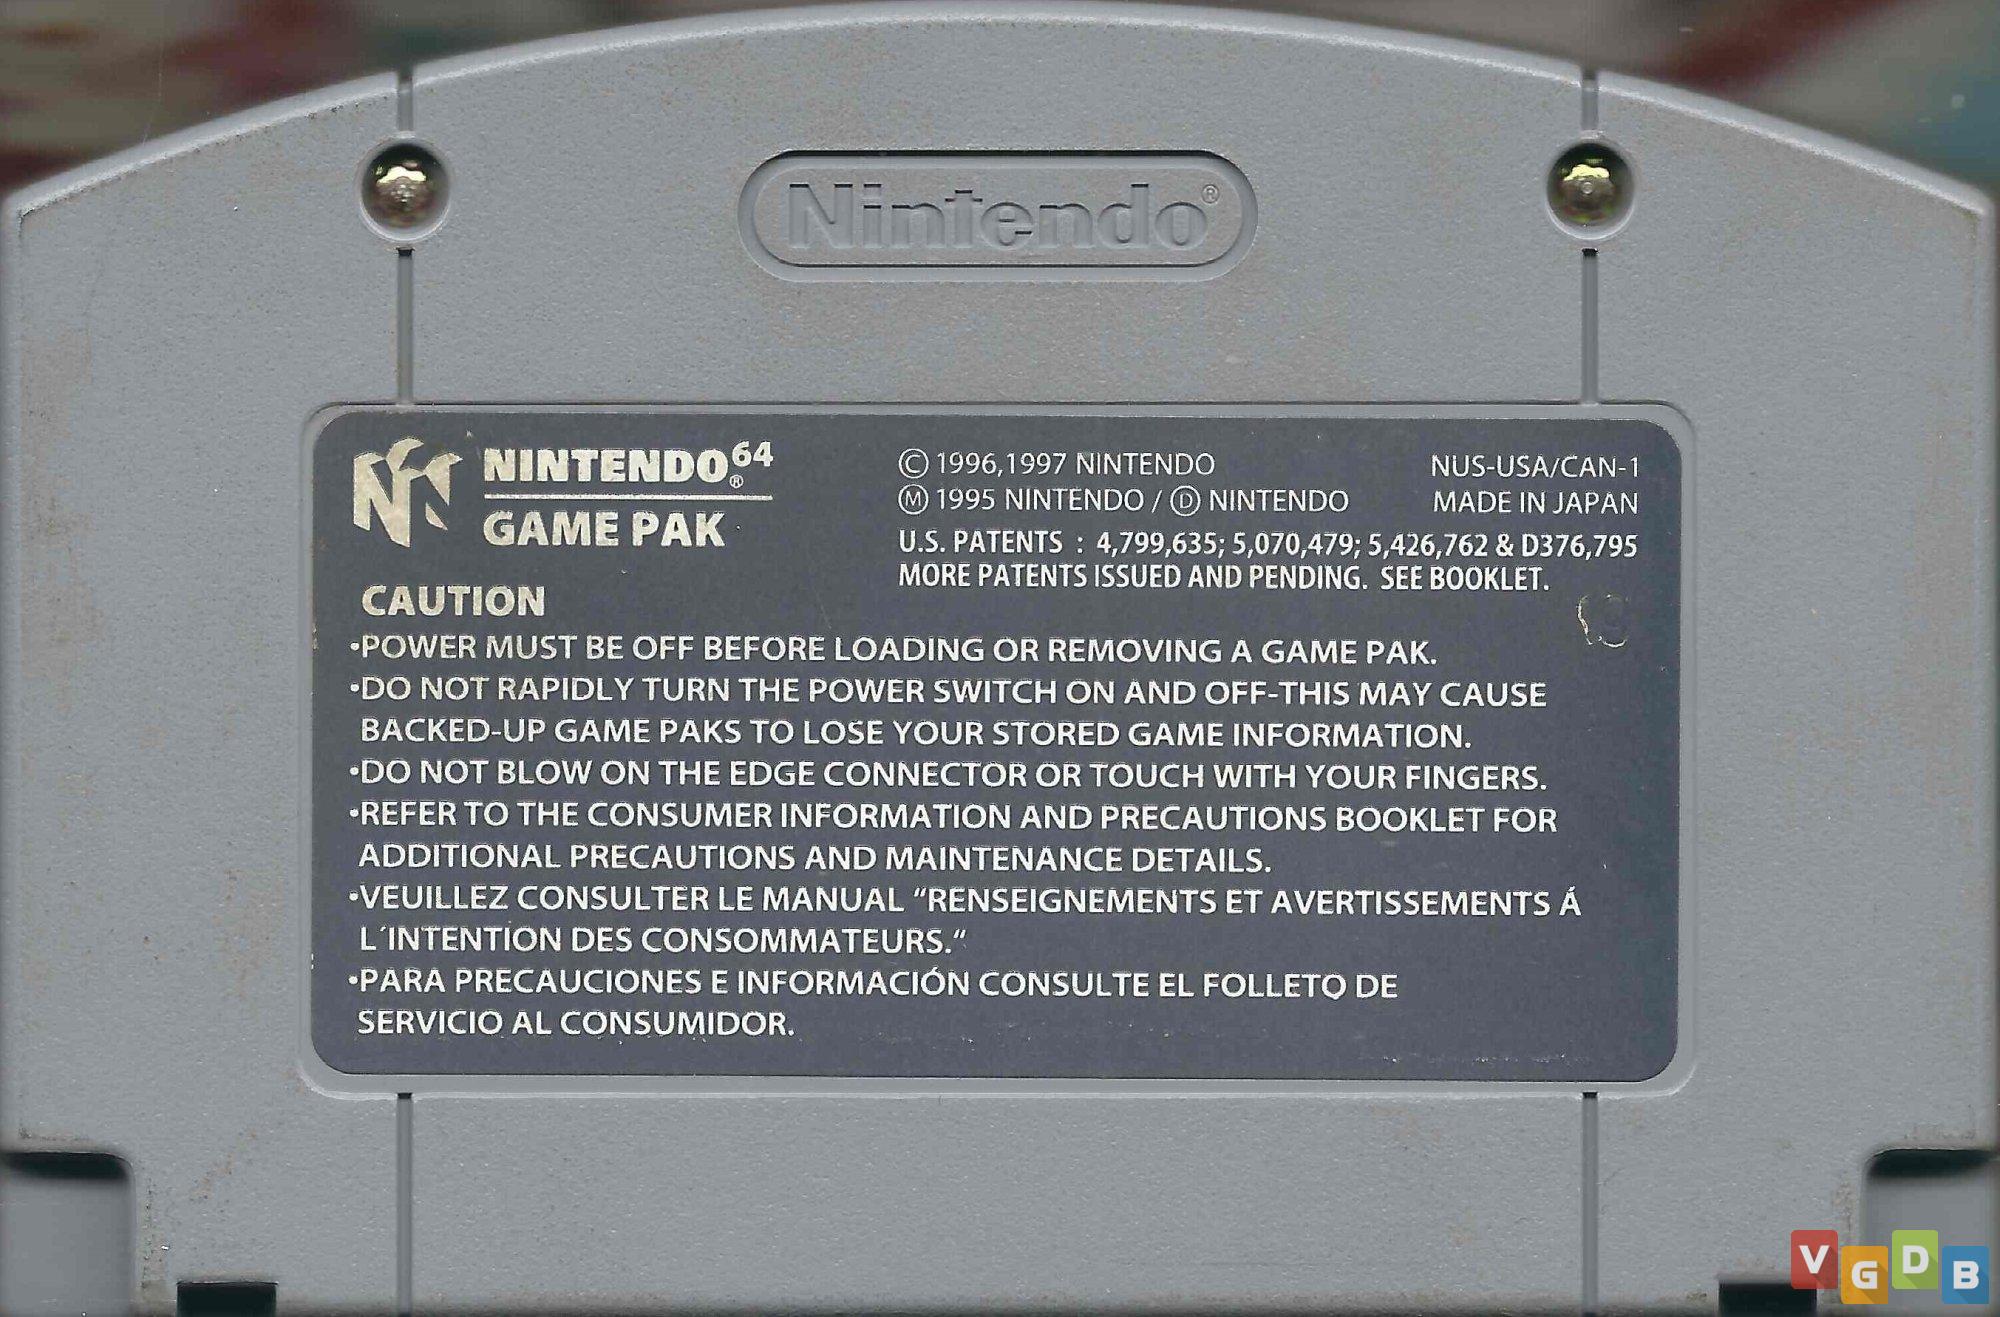 Nintendo®
NINTENDO64®
GAME PAK
© 1996,1997 NINTENDO
Ⓜ 1995 NINTENDO / Ⓓ NINTENDO
NUS-USA/CAN-1
MADE IN JAPAN
U.S. PATENTS : 4,799,635; 5,070,479; 5,426,762 & D376,795
MORE PATENTS ISSUED AND PENDING. SEE BOOKLET.
CAUTION
•POWER MUST BE OFF BEFORE LOADING OR REMOVING A GAME PAK.
•DO NOT RAPIDLY TURN THE POWER SWITCH ON AND OFF-THIS MAY CAUSE
BACKED-UP GAME PAKS TO LOSE YOUR STORED GAME INFORMATION.
•DO NOT BLOW ON THE EDGE CONNECTOR OR TOUCH WITH YOUR FINGERS.
•REFER TO THE CONSUMER INFORMATION AND PRECAUTIONS BOOKLET FOR
ADDITIONAL PRECAUTIONS AND MAINTENANCE DETAILS.
•VEUILLEZ CONSULTER LE MANUAL “RENSEIGNEMENTS ET AVERTISSEMENTS Á
L´INTENTION DES CONSOMMATEURS.“
•PARA PRECAUCIONES E INFORMACIÓN CONSULTE EL FOLLETO DE
SERVICIO AL CONSUMIDOR.
VGDB